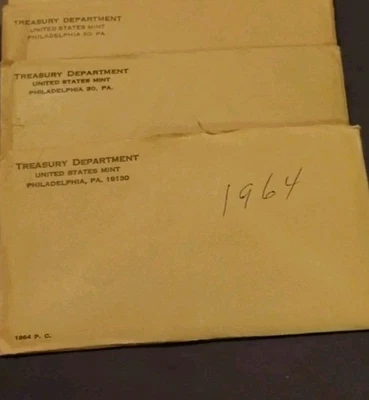 TREASURY DEPARTMENT
UNITED STATES MINT
PHILADELPHIA 30, PA
TREASURY DEPARTMENT
UNITED STATES MINT
PHILADELPHIA 30, PA.
TREASURY DEPARTMENT
UNITED STATES MINT
PHILADELPHIA, PA. 19130
1964
1964 P. C.